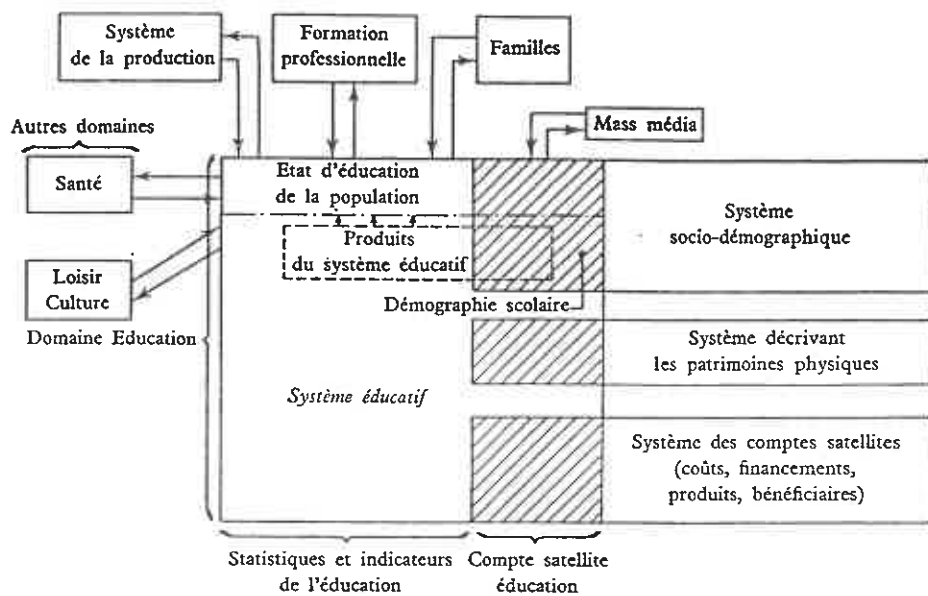 Système
de la production
Formation
professionnelle
Familles
Mass média
Autres domaines
Santé
Loisir
Culture
Domaine Education
Etat d'éducation
de la population
Produits
du système éducatif
Démographie scolaire
Système éducatif
Système
socio-démographique
Système décrivant
les patrimoines physiques
Système des comptes satellites
(coûts, financements,
produits, bénéficiaires)
Statistiques et indicateurs
de l'éducation
Compte satellite
éducation